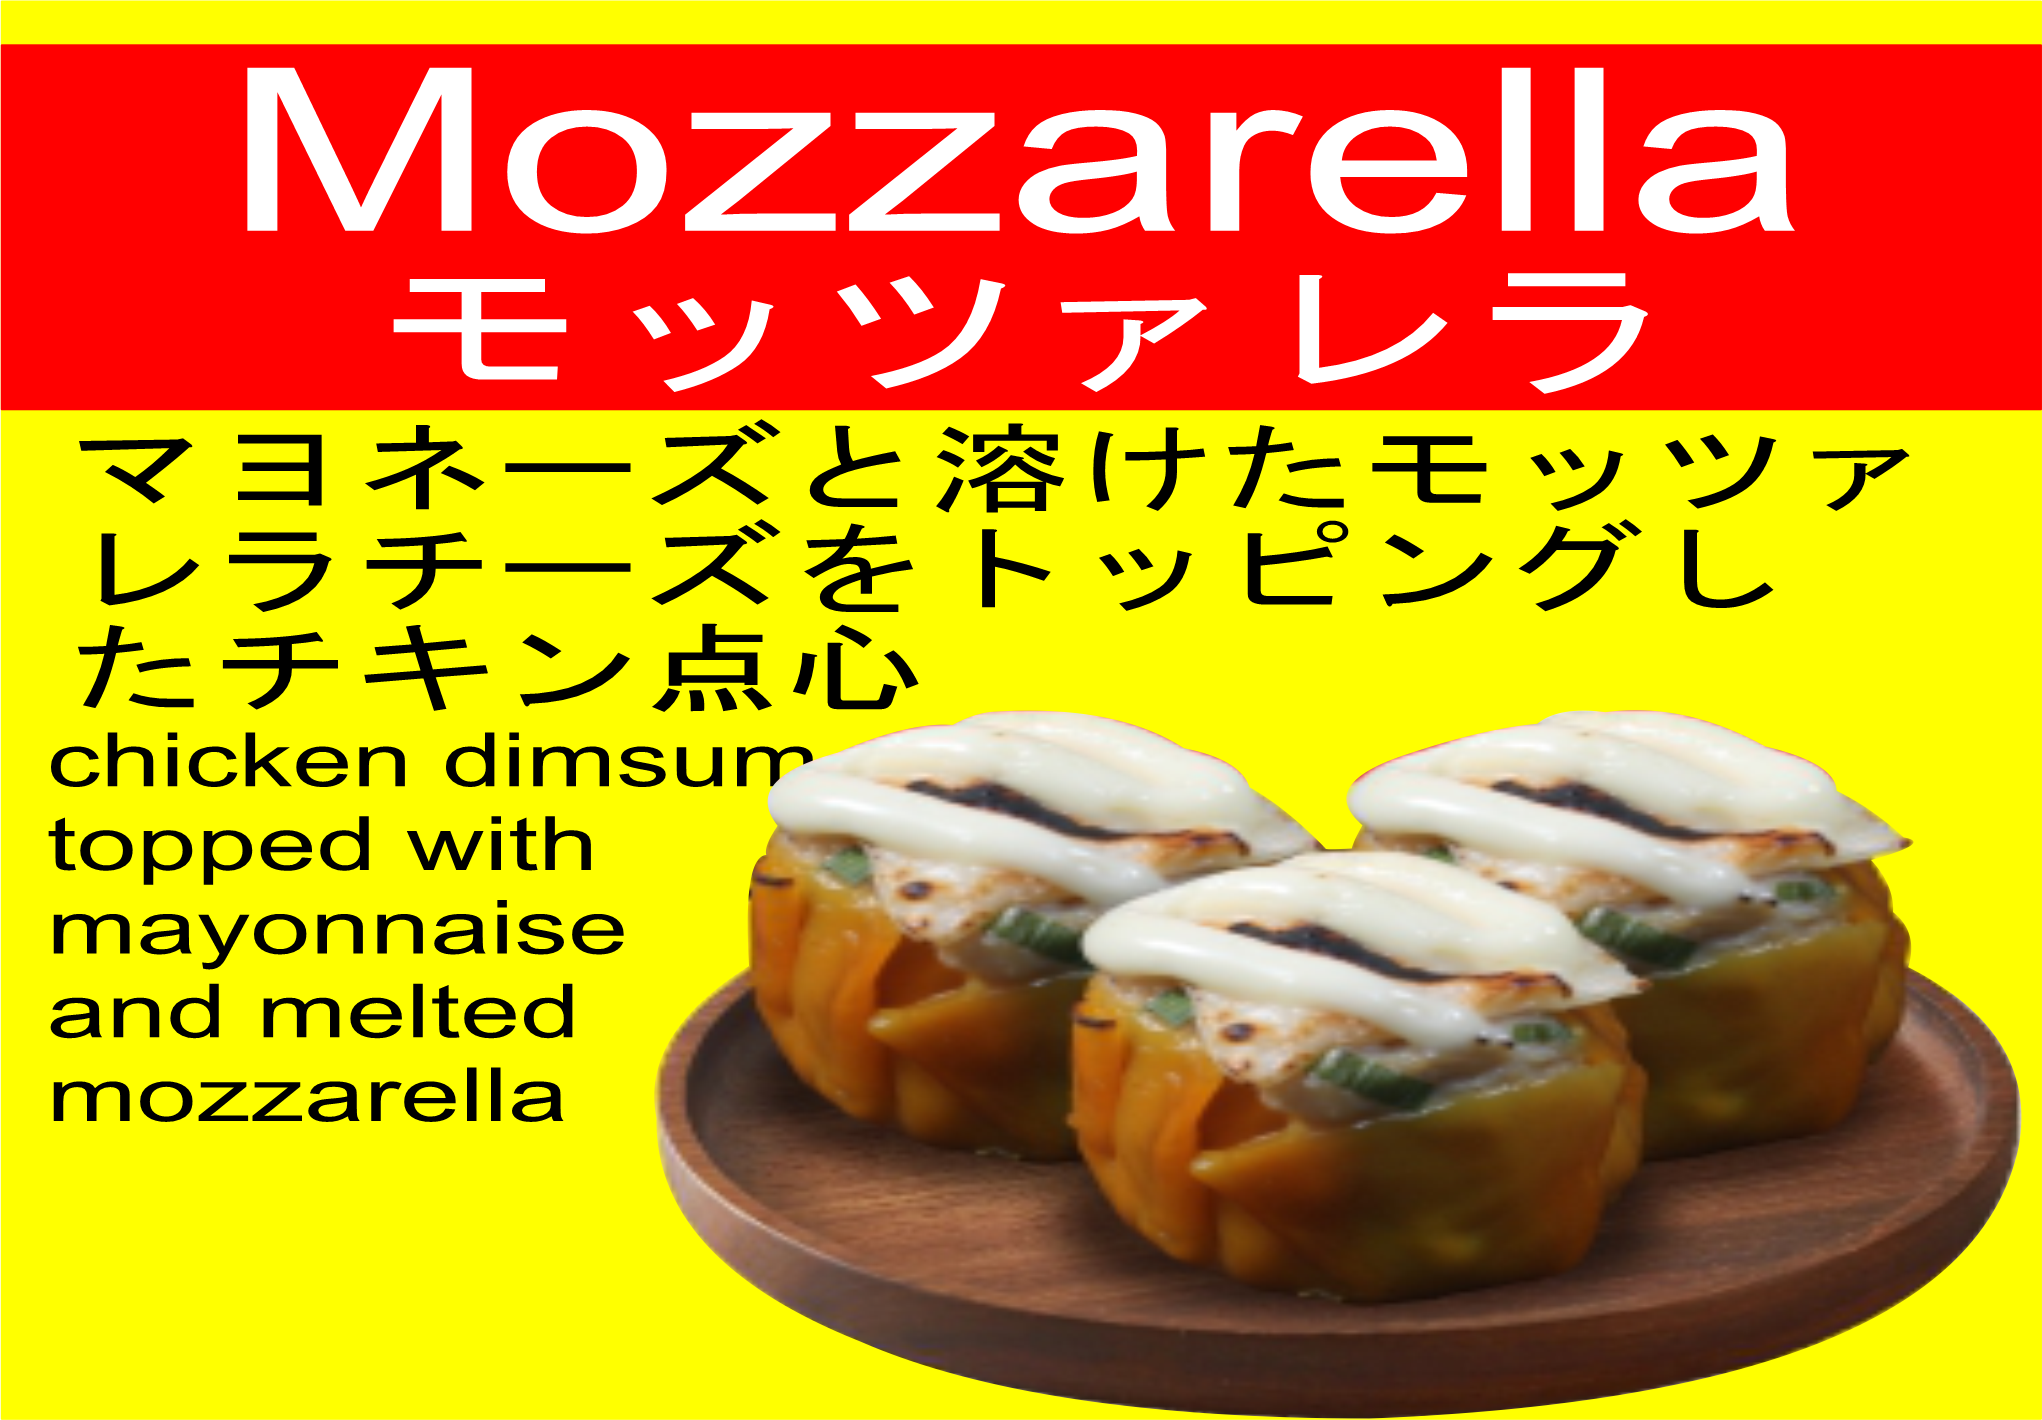 Mozzarella
モッツァレラ
マヨネーズと溶けたモッツァ
レラチーズをトッピングし
たチキン点心
chicken dimsum
topped with
mayonnaise
and melted
mozzarella